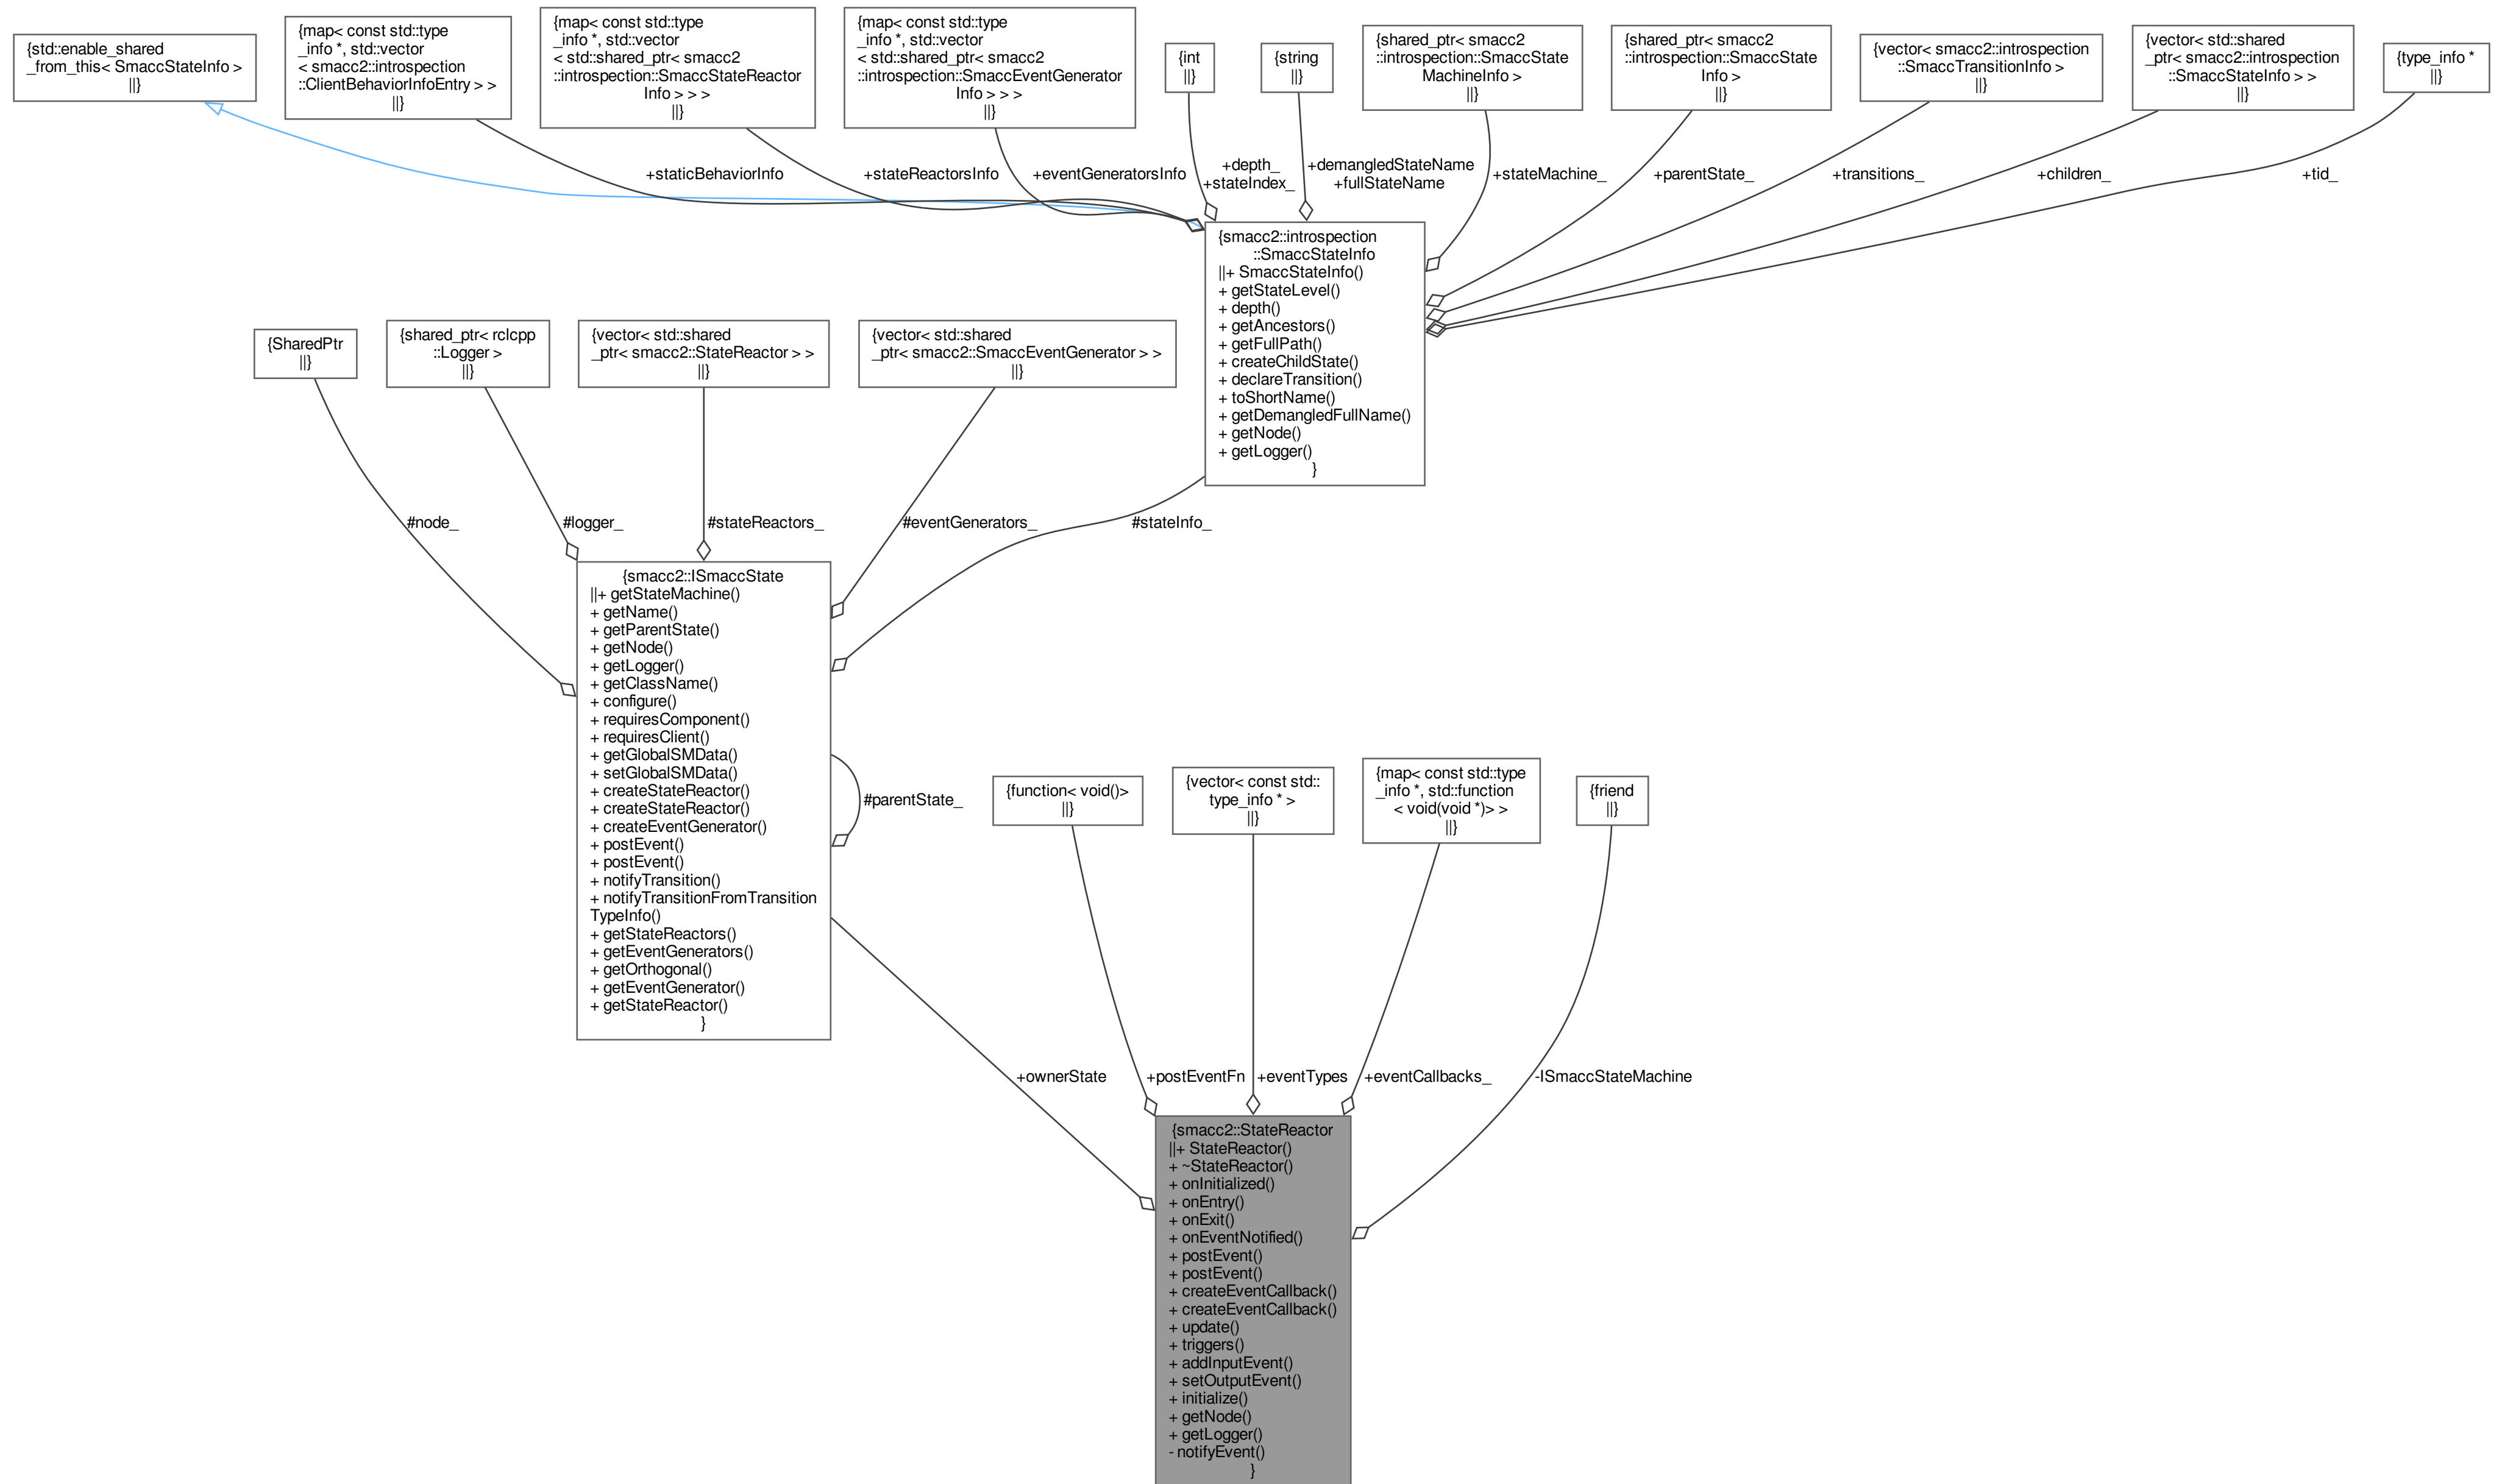 {std::enable_shared
_from_this< SmaccStateInfo >
||}
{map< const std::type
_info *, std::vector
< smacc2::introspection
::ClientBehaviorInfoEntry > >
||}
{map< const std::type
_info *, std::vector
< std::shared_ptr< smacc2
::introspection::SmaccStateReactor
Info > > >
||}
{map< const std::type
_info *, std::vector
< std::shared_ptr< smacc2
::introspection::SmaccEventGenerator
Info > > >
||}
{int
||}
{string
||}
{shared_ptr< smacc2
::introspection::SmaccState
MachineInfo >
||}
{shared_ptr< smacc2
::introspection::SmaccState
Info >
||}
{vector< smacc2::introspection
::SmaccTransitionInfo >
||}
{vector< std::shared
_ptr< smacc2::introspection
::SmaccStateInfo > >
||}
{type_info *
||}
+staticBehaviorInfo
+stateReactorsInfo
+eventGeneratorsInfo
+depth_
+stateIndex_
+demangledStateName
+fullStateName
+stateMachine_
+parentState_
+transitions_
+children_
+tid_
{smacc2::introspection
::SmaccStateInfo
||+ SmaccStateInfo()
+ getStateLevel()
+ depth()
+ getAncestors()
+ getFullPath()
+ createChildState()
+ declareTransition()
+ toShortName()
+ getDemangledFullName()
+ getNode()
+ getLogger()
}
{SharedPtr
||}
{shared_ptr< rclcpp
::Logger >
||}
{vector< std::shared
_ptr< smacc2::StateReactor > >
||}
{vector< std::shared
_ptr< smacc2::SmaccEventGenerator > >
||}
#node_
#logger_
#stateReactors_
#eventGenerators_
#stateInfo_
{smacc2::ISmaccState
||+ getStateMachine()
+ getName()
+ getParentState()
+ getNode()
+ getLogger()
+ getClassName()
+ configure()
+ requiresComponent()
+ requiresClient()
+ getGlobalSMData()
+ setGlobalSMData()
+ createStateReactor()
+ createStateReactor()
+ createEventGenerator()
+ postEvent()
+ postEvent()
+ notifyTransition()
+ notifyTransitionFromTransition
TypeInfo()
+ getStateReactors()
+ getEventGenerators()
+ getOrthogonal()
+ getEventGenerator()
+ getStateReactor()
}
#parentState_
{function< void()>
||}
{vector< const std::
type_info * >
||}
{map< const std::type
_info *, std::function
< void(void *)> >
||}
{friend
||}
+ownerState
+postEventFn
+eventTypes
+eventCallbacks_
-ISmaccStateMachine
{smacc2::StateReactor
||+ StateReactor()
+ ~StateReactor()
+ onInitialized()
+ onEntry()
+ onExit()
+ onEventNotified()
+ postEvent()
+ postEvent()
+ createEventCallback()
+ createEventCallback()
+ update()
+ triggers()
+ addInputEvent()
+ setOutputEvent()
+ initialize()
+ getNode()
+ getLogger()
- notifyEvent()
}